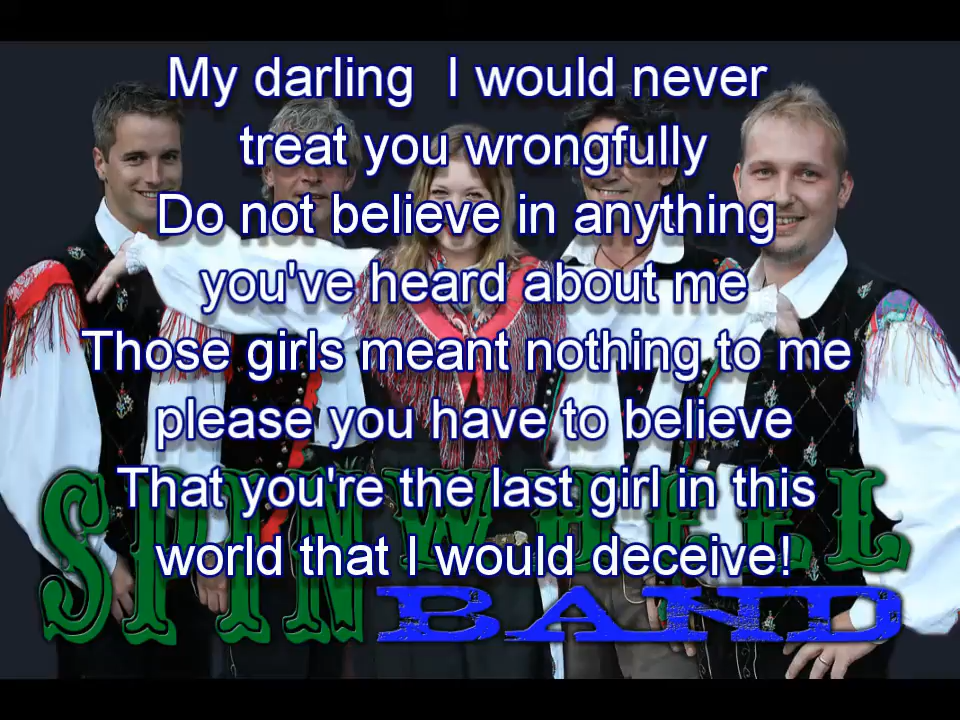 My darling  I would never
treat you wrongfully
Do not believe in anything
you've heard about me
Those girls meant nothing to me
please you have to believe
That you're the last girl in this
world that I would deceive!
SPINWHEEL
BAND